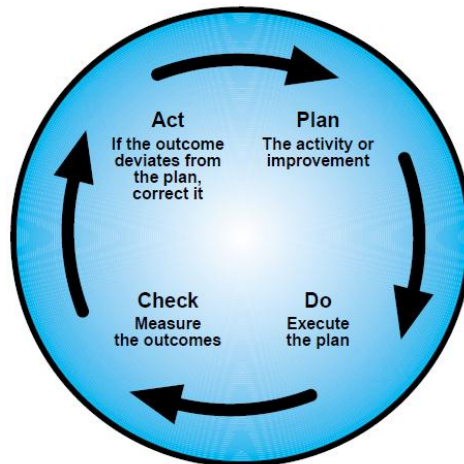 Act
If the outcome
deviates from
the plan,
correct it
Plan
The activity or
improvement
Check
Measure
the outcomes
Do
Execute
the plan